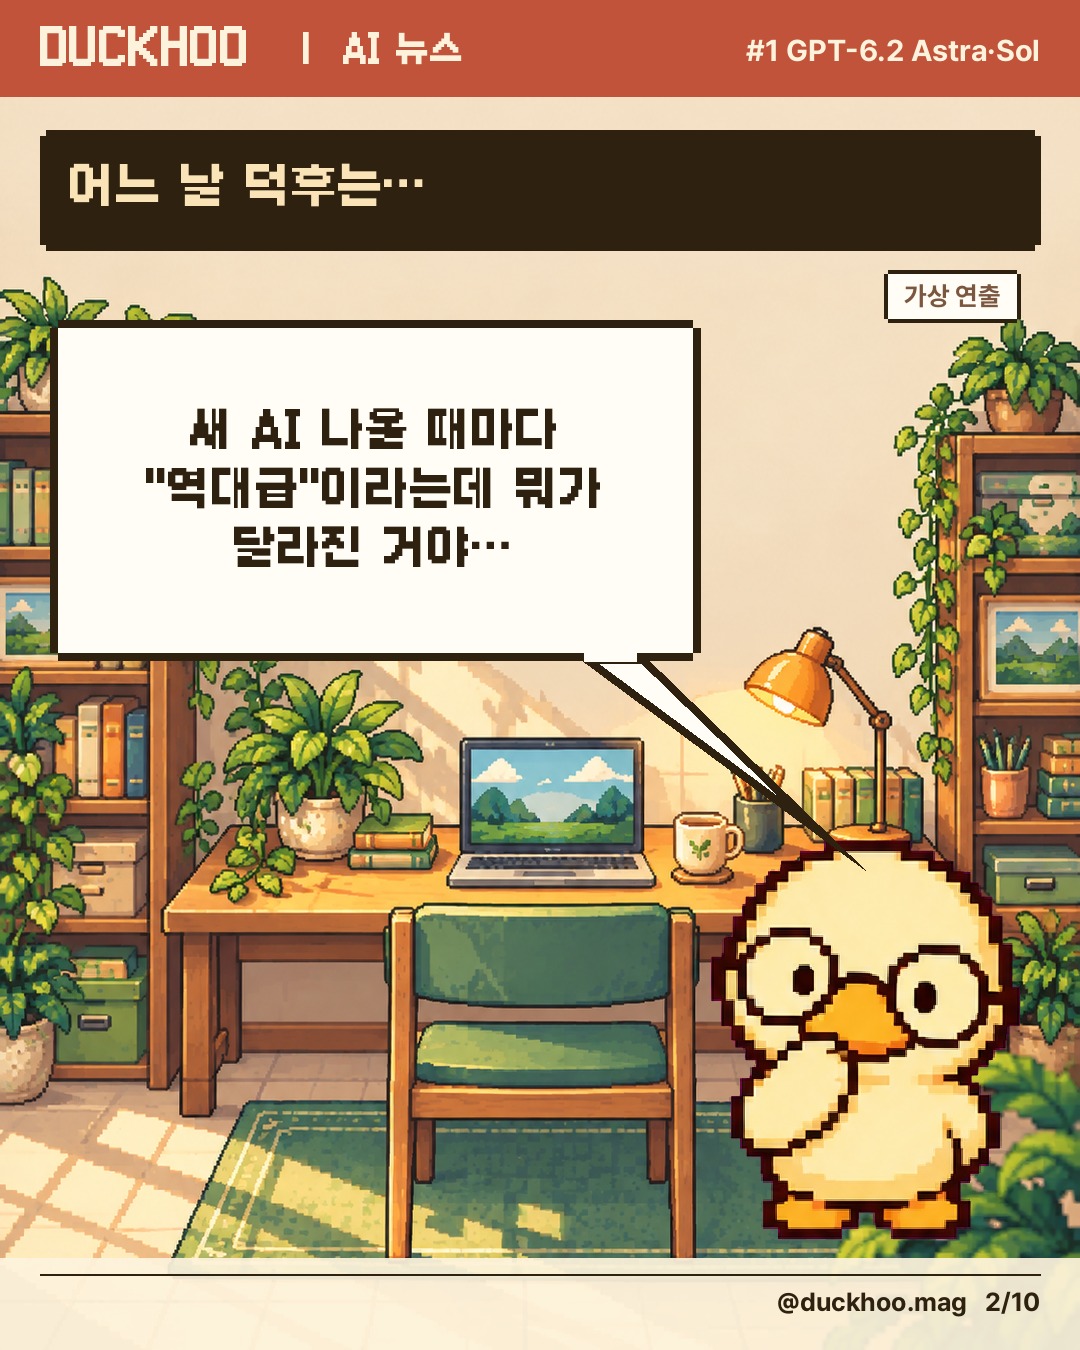 DUCKHOO | AI 뉴스
#1 GPT-6.2 Astra·Sol
어느 날 덕후는…
가상 연출
새 AI 나올 때마다
"역대급"이라는데 뭐가
달라진 거야…
@duckhoo.mag 2/10